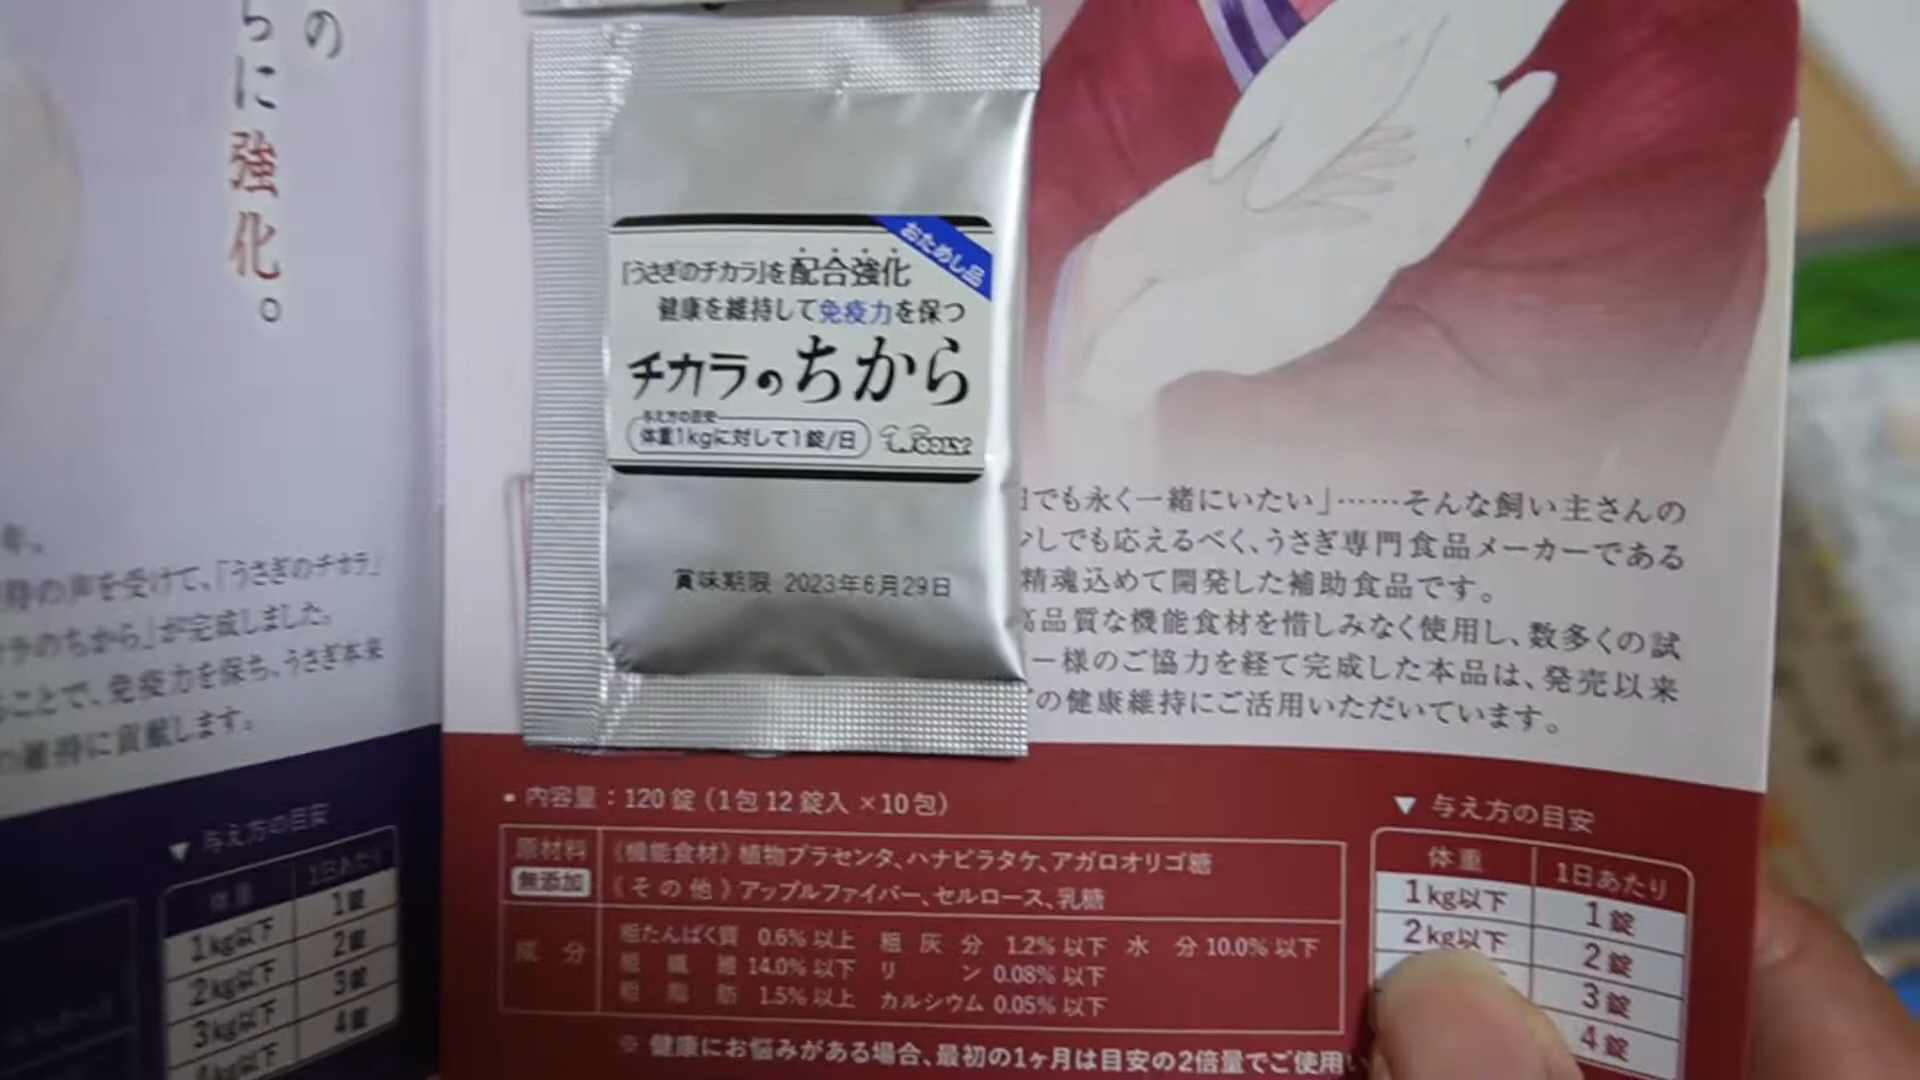 の
らに強化。
の声を受けて、「うさぎのチカラ」
ラのちから」が完成しました。
ことで、免疫力を保ち、うさぎ本来
維持に貢献します。
▼ 与え方の目安
体重 1日あたり
1kg以下 1錠
2kg以下 2錠
3kg以下 3錠
4錠
おためし品
「うさぎのチカラ」を配合強化
健康を維持して免疫力を保つ
チカラのちから
与え方の目安
体重1kgに対して1錠/日
WOOLY
賞味期限 2023年6月29日
でも永く一緒にいたい」……そんな飼い主さんの
しでも応えるべく、うさぎ専門食品メーカーである
精魂込めて開発した補助食品です。
高品質な機能食材を惜しみなく使用し、数多くの試
ー様のご協力を経て完成した本品は、発売以来
の健康維持にご活用いただいています。
・内容量：120錠（1包12錠入×10包）
原材料 《機能食材》植物プラセンタ、ハナビラタケ、アガロオリゴ糖
無添加 《その他》アップルファイバー、セルロース、乳糖
成分 粗たんぱく質 0.6%以上 粗灰分 1.2%以下 水分 10.0%以下
粗繊維 14.0%以下 リン 0.08%以下
粗脂肪 1.5%以上 カルシウム 0.05%以下
※ 健康にお悩みがある場合、最初の1ヶ月は目安の2倍量でご使用
▼ 与え方の目安
体重 1日あたり
1kg以下 1錠
2kg以下 2錠
3錠
4錠